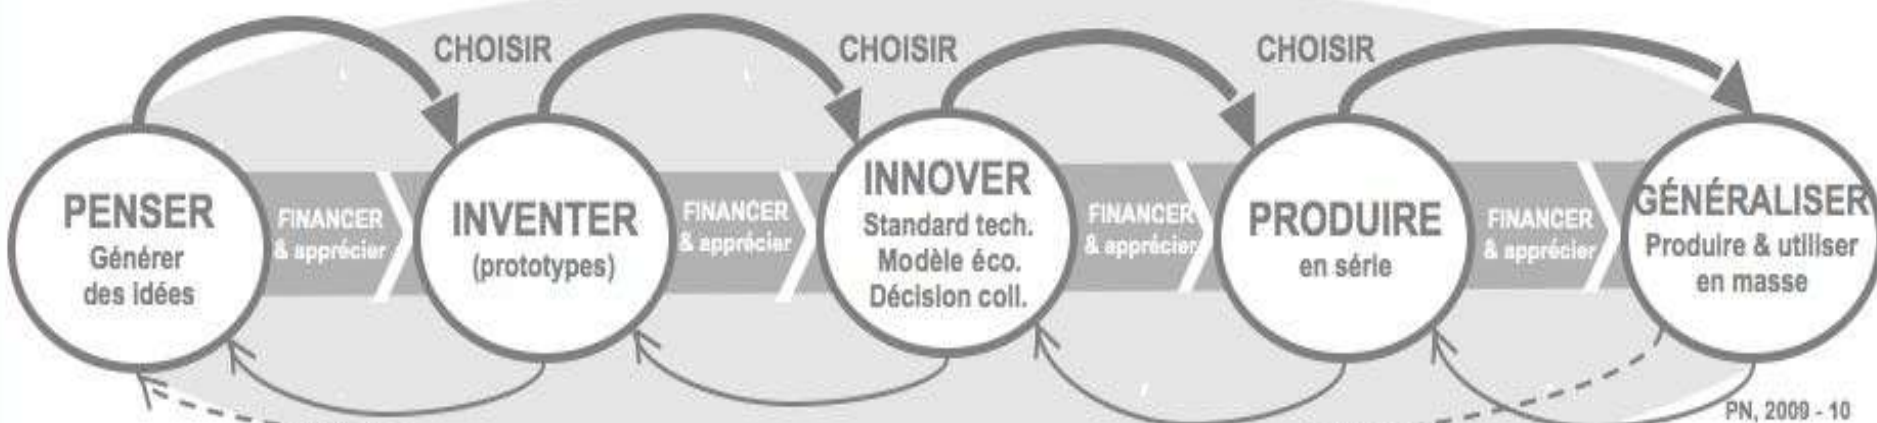 CHOISIR
CHOISIR
CHOISIR
PENSER
Générer
des idées
FINANCER
& apprécier
INVENTER
(prototypes)
FINANCER
& apprécier
INNOVER
Standard tech.
Modèle éco.
Décision coll.
FINANCER
& apprécier
PRODUIRE
en série
FINANCER
& apprécier
GÉNÉRALISER
Produire & utiliser
en masse
PN, 2009 - 10